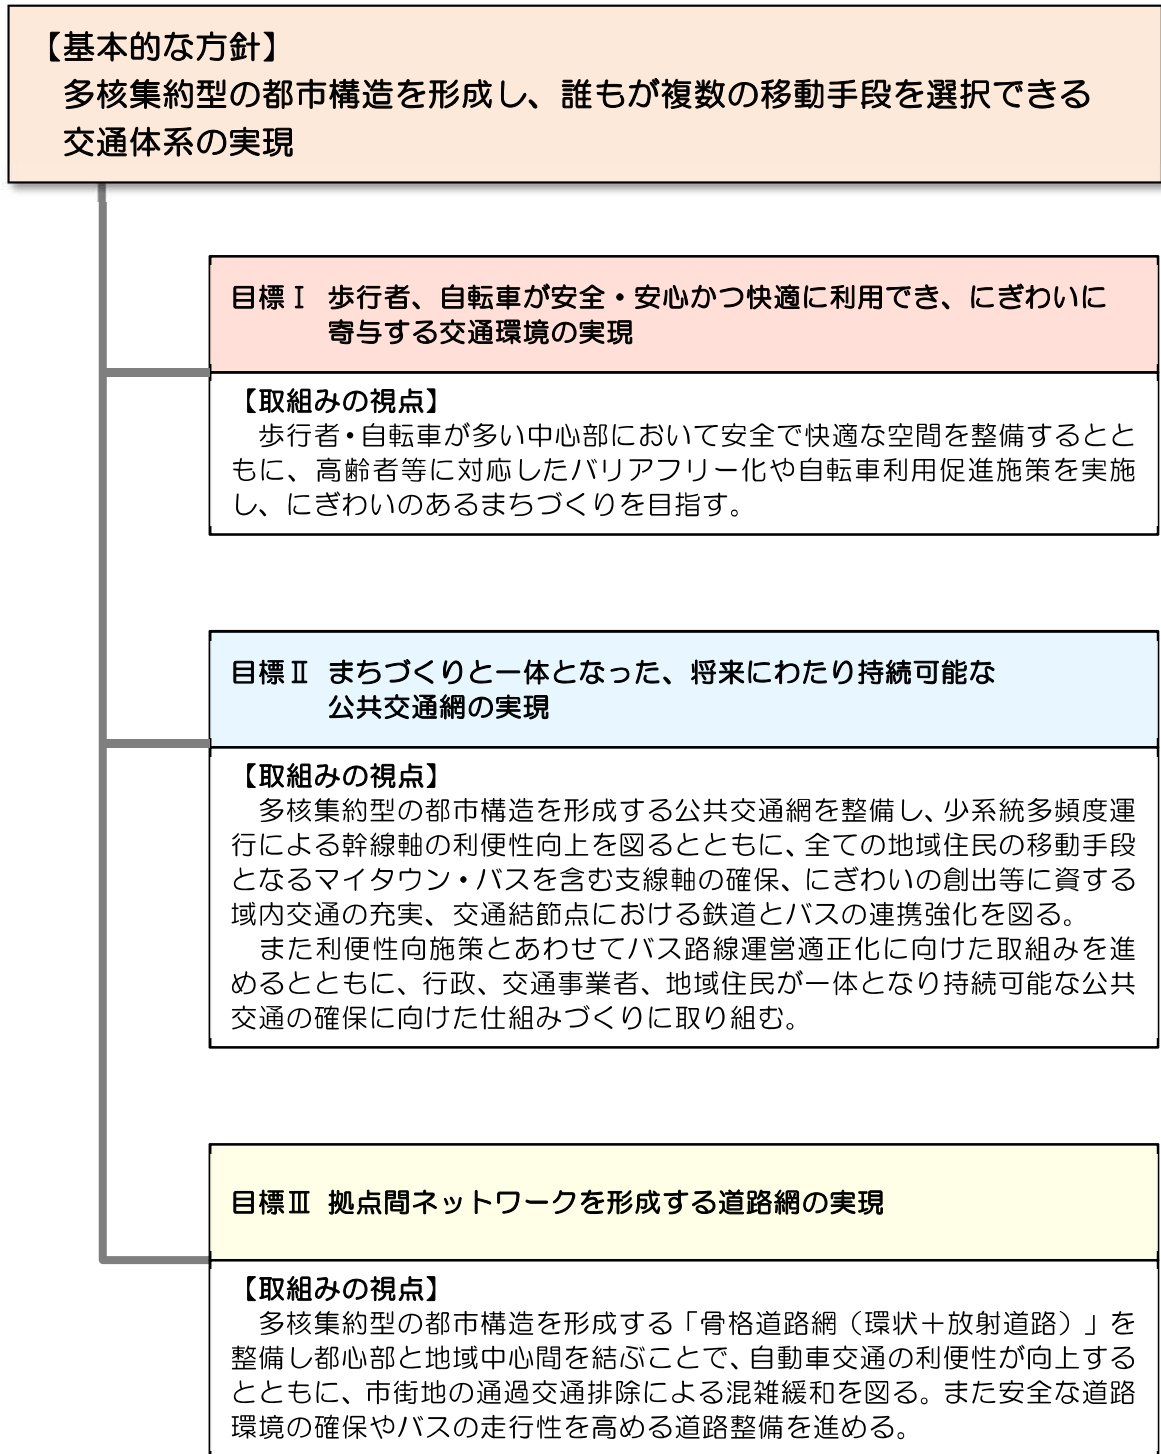 【基本的な方針】
多核集約型の都市構造を形成し、誰もが複数の移動手段を選択できる
交通体系の実現
目標Ⅰ 歩行者、自転車が安全・安心かつ快適に利用でき、にぎわいに
寄与する交通環境の実現
【取組みの視点】
歩行者・自転車が多い中心部において安全で快適な空間を整備するとと
もに、高齢者等に対応したバリアフリー化や自転車利用促進施策を実施
し、にぎわいのあるまちづくりを目指す。
目標Ⅱ まちづくりと一体となった、将来にわたり持続可能な
公共交通網の実現
【取組みの視点】
多核集約型の都市構造を形成する公共交通網を整備し、少系統多頻度運
行による幹線軸の利便性向上を図るとともに、全ての地域住民の移動手段
となるマイタウン・バスを含む支線軸の確保、にぎわいの創出等に資する
域内交通の充実、交通結節点における鉄道とバスの連携強化を図る。
また利便性向施策とあわせてバス路線運営適正化に向けた取組みを進
めるとともに、行政、交通事業者、地域住民が一体となり持続可能な公共
交通の確保に向けた仕組みづくりに取り組む。
目標Ⅲ 拠点間ネットワークを形成する道路網の実現
【取組みの視点】
多核集約型の都市構造を形成する「骨格道路網（環状＋放射道路）」を
整備し都心部と地域中心間を結ぶことで、自動車交通の利便性が向上する
とともに、市街地の通過交通排除による混雑緩和を図る。また安全な道路
環境の確保やバスの走行性を高める道路整備を進める。